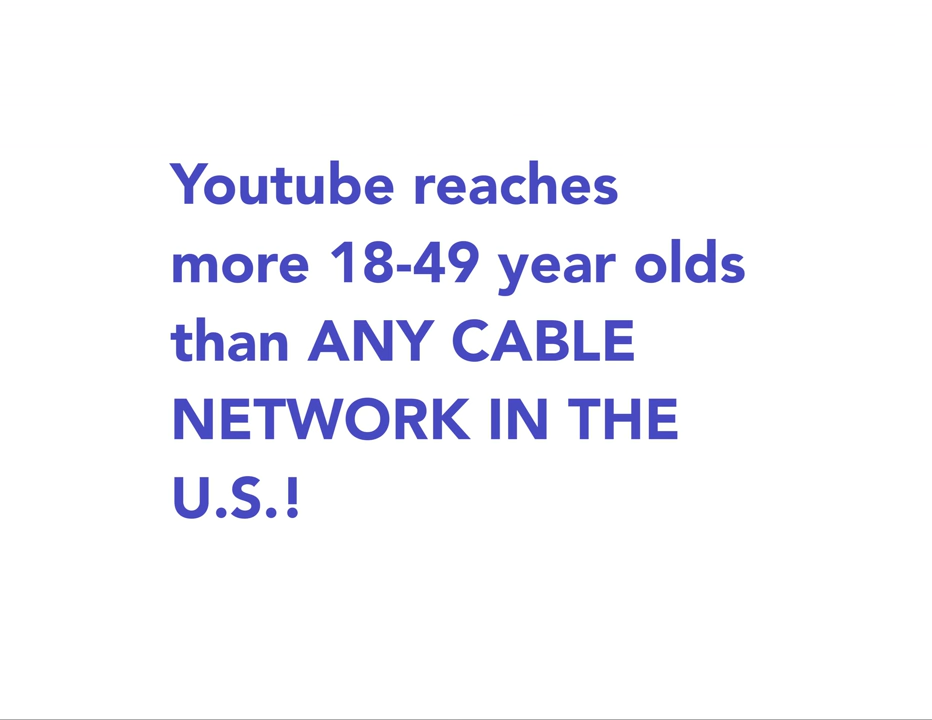 Youtube reaches
more 18-49 year olds
than ANY CABLE
NETWORK IN THE
U.S.!